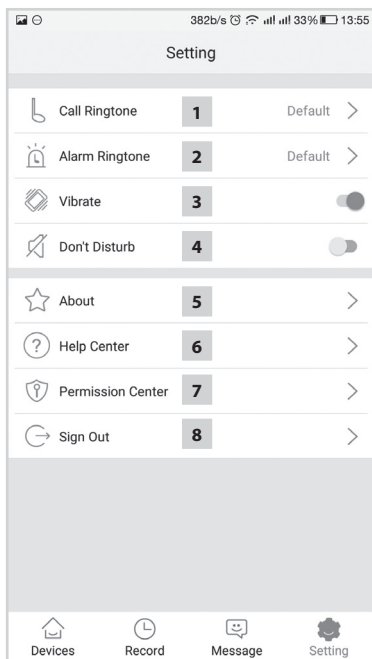 382b/s 33% 13:55
Setting
Call Ringtone 1 Default
Alarm Ringtone 2 Default
Vibrate 3
Don't Disturb 4
About 5
? Help Center 6
Permission Center 7
Sign Out 8
Devices Record Message Setting